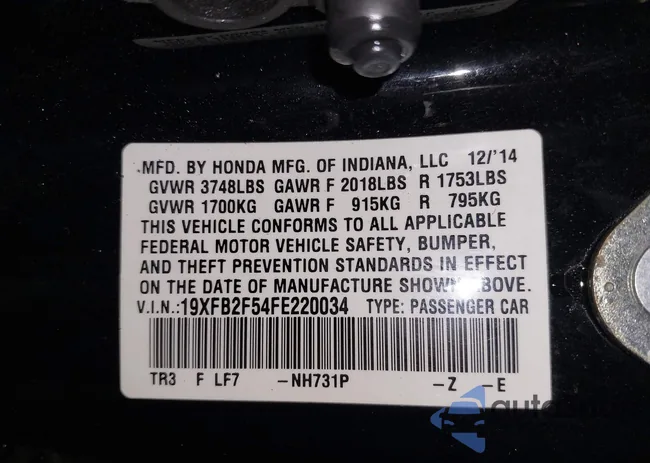 MFD. BY HONDA MFG. OF INDIANA, LLC 12/'14
GVWR 3748LBS GAWR F 2018LBS R 1753LBS
GVWR 1700KG GAWR F 915KG R 795KG
THIS VEHICLE CONFORMS TO ALL APPLICABLE
FEDERAL MOTOR VEHICLE SAFETY, BUMPER,
AND THEFT PREVENTION STANDARDS IN EFFECT
ON THE DATE OF MANUFACTURE SHOWN ABOVE.
V.I.N.: 19XFB2F54FE220034 TYPE: PASSENGER CAR
TR3 F LF7 -NH731P -Z -E